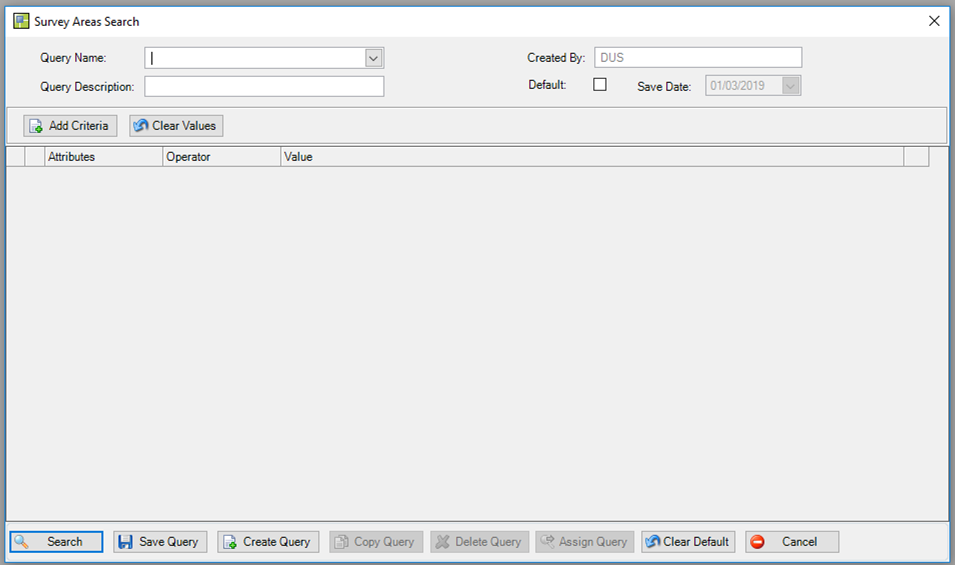 Survey Areas Search
Query Name: Created By: DUS
Query Description: Default: Save Date: 01/03/2019
Add Criteria Clear Values
Attributes Operator Value
Search Save Query Create Query Copy Query Delete Query Assign Query Clear Default Cancel